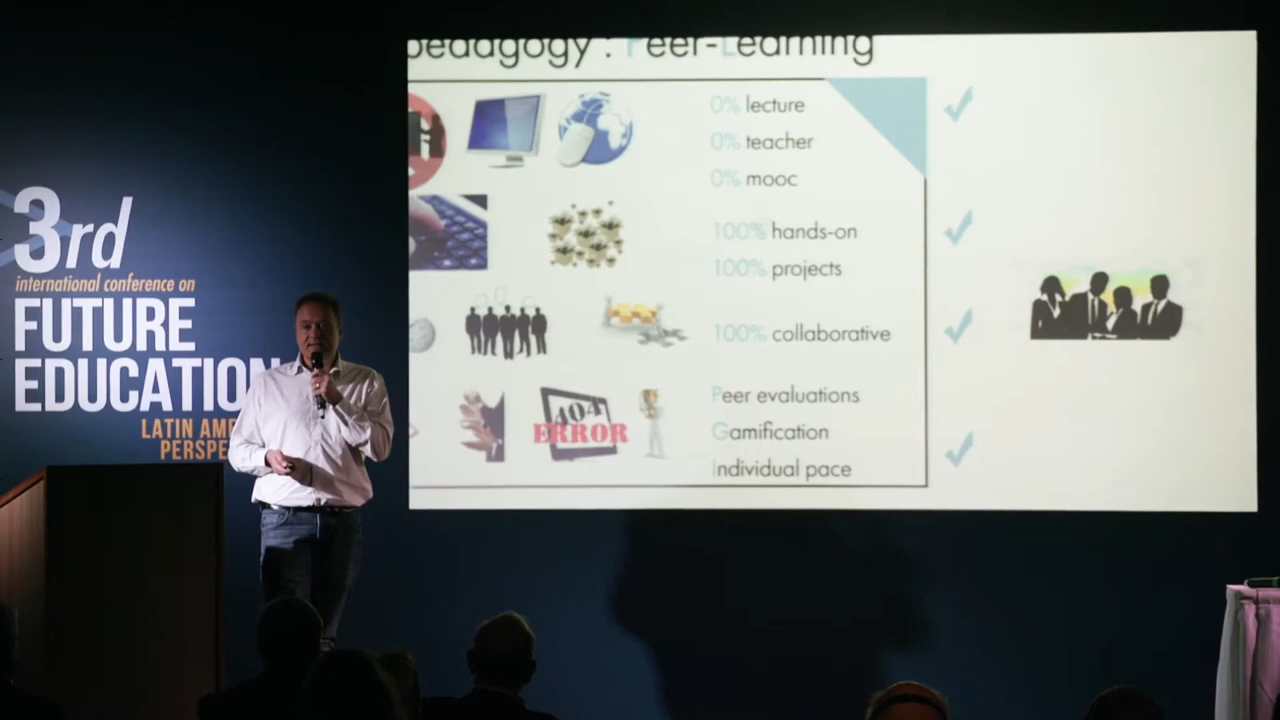 3rd
international conference on
FUTURE
EDUCATION
LATIN
pedagogy : Peer-Learning
0% lecture
0% teacher
0% mooc
100% hands-on
100% projects
100% collaborative
404
ERROR
Peer evaluations
Gamification
Individual pace